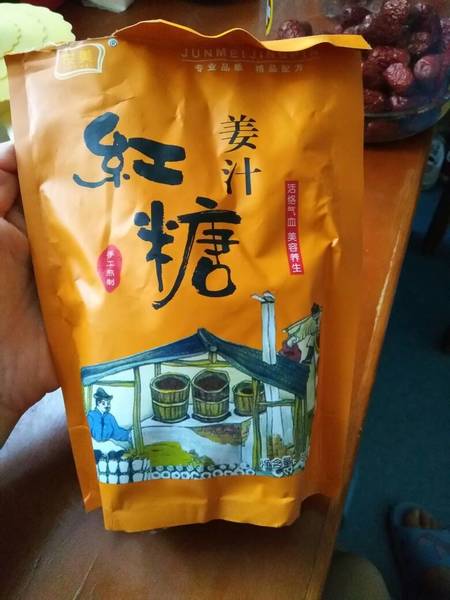 JUNMEIJING
专业品质 精品配方
姜汁
紅糖
活络气血 美容养生
手工熬制